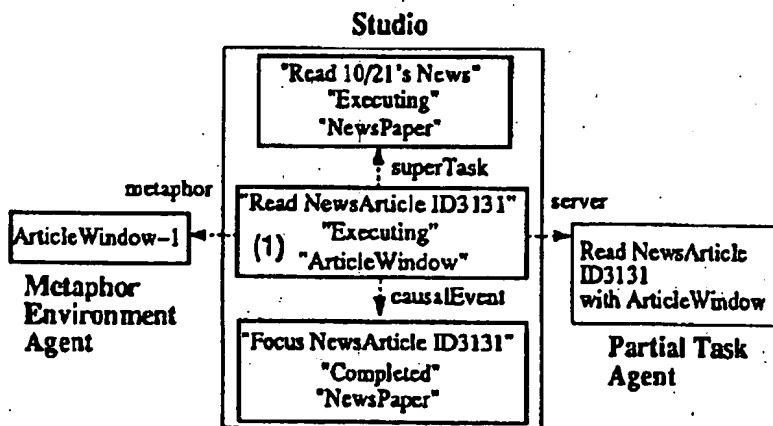 Studio
"Read 10/21's News"
"Executing"
"NewsPaper"
superTask
metaphor
"Read NewsArticle ID3131"
server
ArticleWindow-1
(1)
"Executing"
"ArticleWindow"
Read NewsArticle
ID3131
with ArticleWindow
Metaphor
Environment
Agent
causalEvent
"Focus NewsArticle ID3131"
"Completed"
"NewsPaper"
Partial Task
Agent